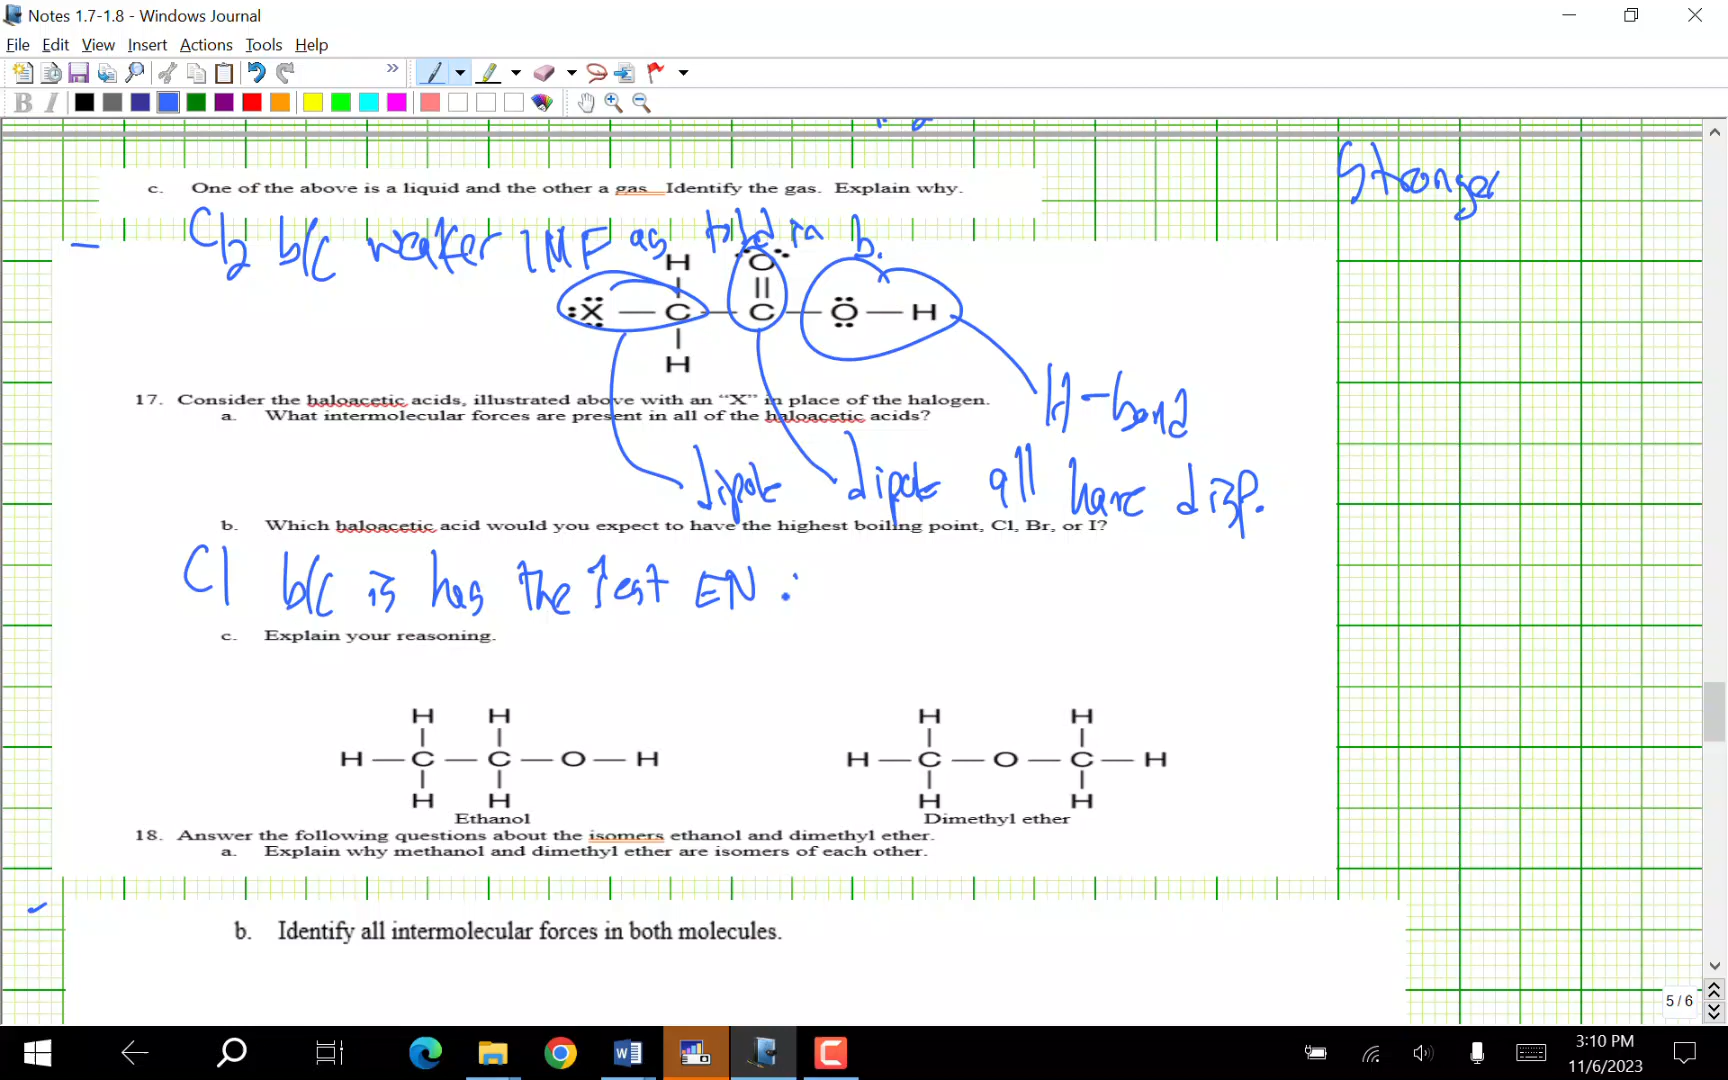 Notes 1.7-1.8 - Windows Journal
File Edit View Insert Actions Tools Help
B I
Stronger
c. One of the above is a liquid and the other a gas. Identify the gas. Explain why.
Cl2 b/c weaker IMF as told in b.
H
O
:X — C — C — O — H
H
H-bond
17. Consider the haloacetic acids, illustrated above with an “X” in place of the halogen.
a. What intermolecular forces are present in all of the haloacetic acids?
dipole dipole all have disp.
b. Which haloacetic acid would you expect to have the highest boiling point, Cl, Br, or I?
Cl b/c is has the ↑est EN :
c. Explain your reasoning.
H H H H
H — C — C — O — H H — C — O — C — H
H H H H
Ethanol Dimethyl ether
18. Answer the following questions about the isomers ethanol and dimethyl ether.
a. Explain why methanol and dimethyl ether are isomers of each other.
b. Identify all intermolecular forces in both molecules.
5 / 6
3:10 PM
11/6/2023